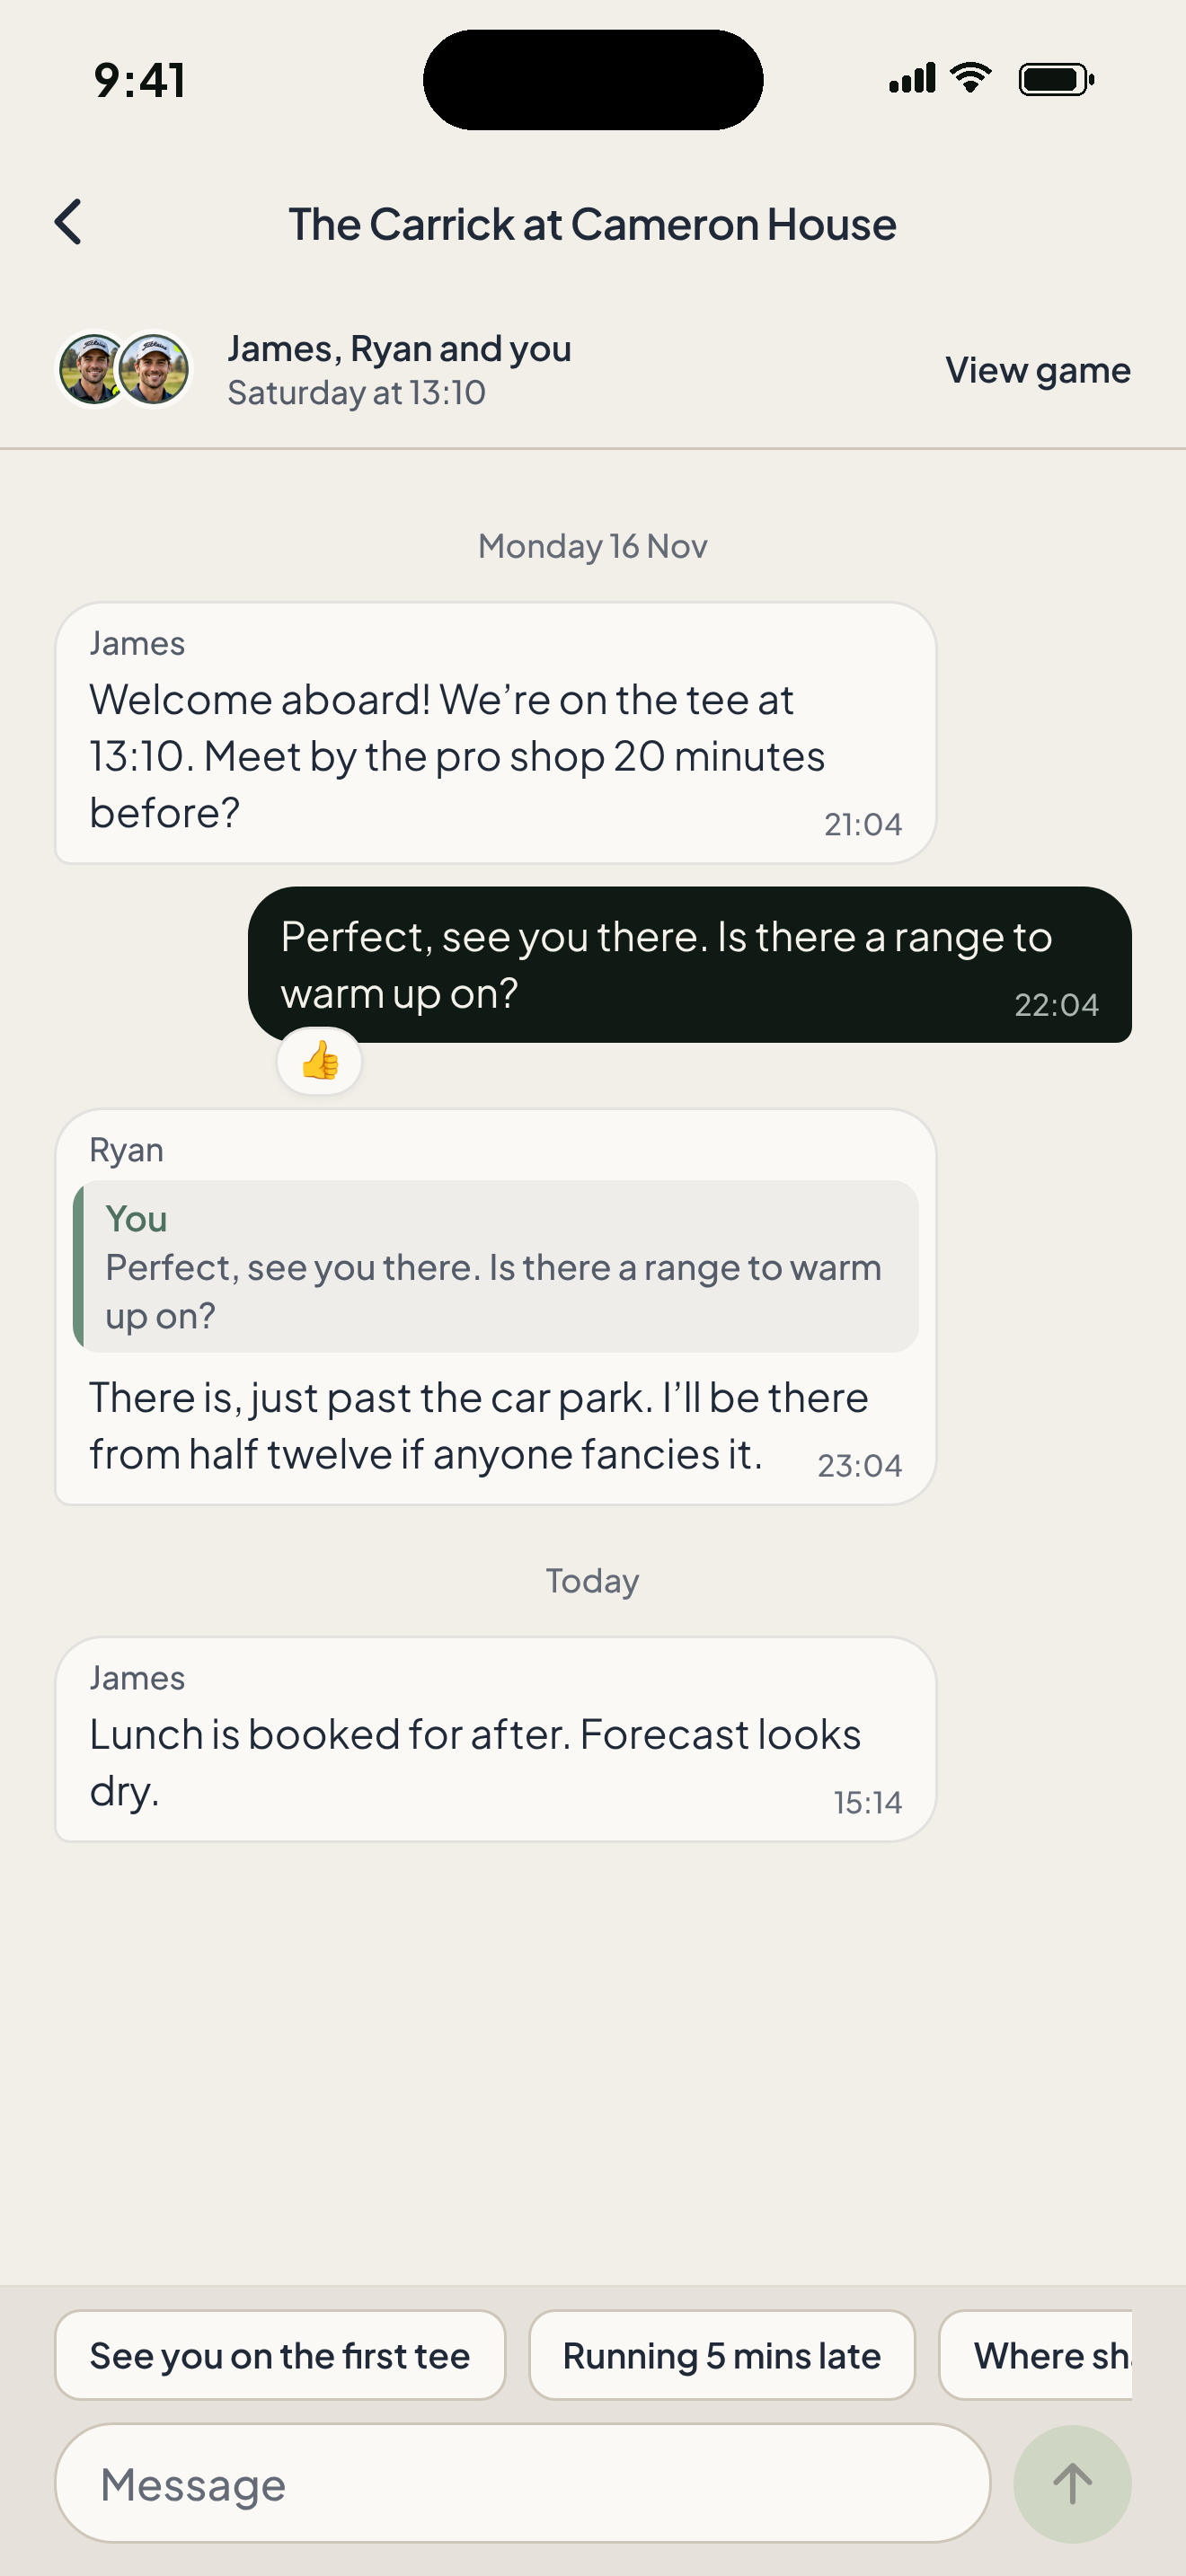 9:41
The Carrick at Cameron House
James, Ryan and you
Saturday at 13:10
View game
Monday 16 Nov
James
Welcome aboard! We’re on the tee at
13:10. Meet by the pro shop 20 minutes
before?
21:04
Perfect, see you there. Is there a range to
warm up on?
22:04
Ryan
You
Perfect, see you there. Is there a range to warm
up on?
There is, just past the car park. I’ll be there
from half twelve if anyone fancies it.
23:04
Today
James
Lunch is booked for after. Forecast looks
dry.
15:14
See you on the first tee
Running 5 mins late
Where
Message